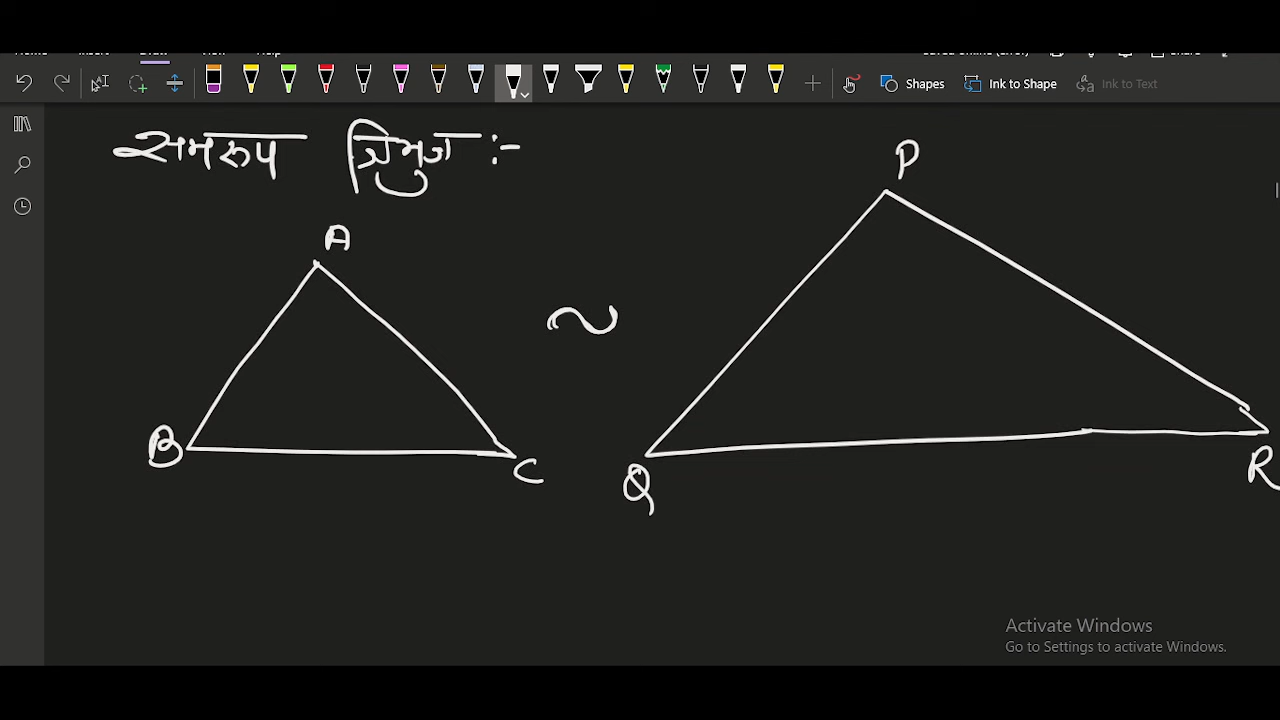 Shapes Ink to Shape Ink to Text
समरुप त्रिभुज :-
P
A
~
B
C
Q
R
Activate Windows
Go to Settings to activate Windows.